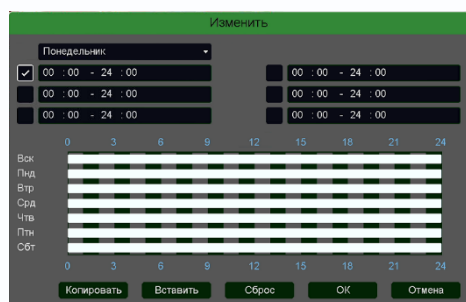 Изменить
Понедельник
00 :00 - 24 :00 00 :00 - 24 :00
00 :00 - 24 :00 00 :00 - 24 :00
00 :00 - 24 :00 00 :00 - 24 :00
0 3 6 9 12 15 18 21 24
Вск
Пнд
Втр
Срд
Чтв
Птн
Сбт
0 3 6 9 12 15 18 21 24
Копировать Вставить Сброс ОК Отмена